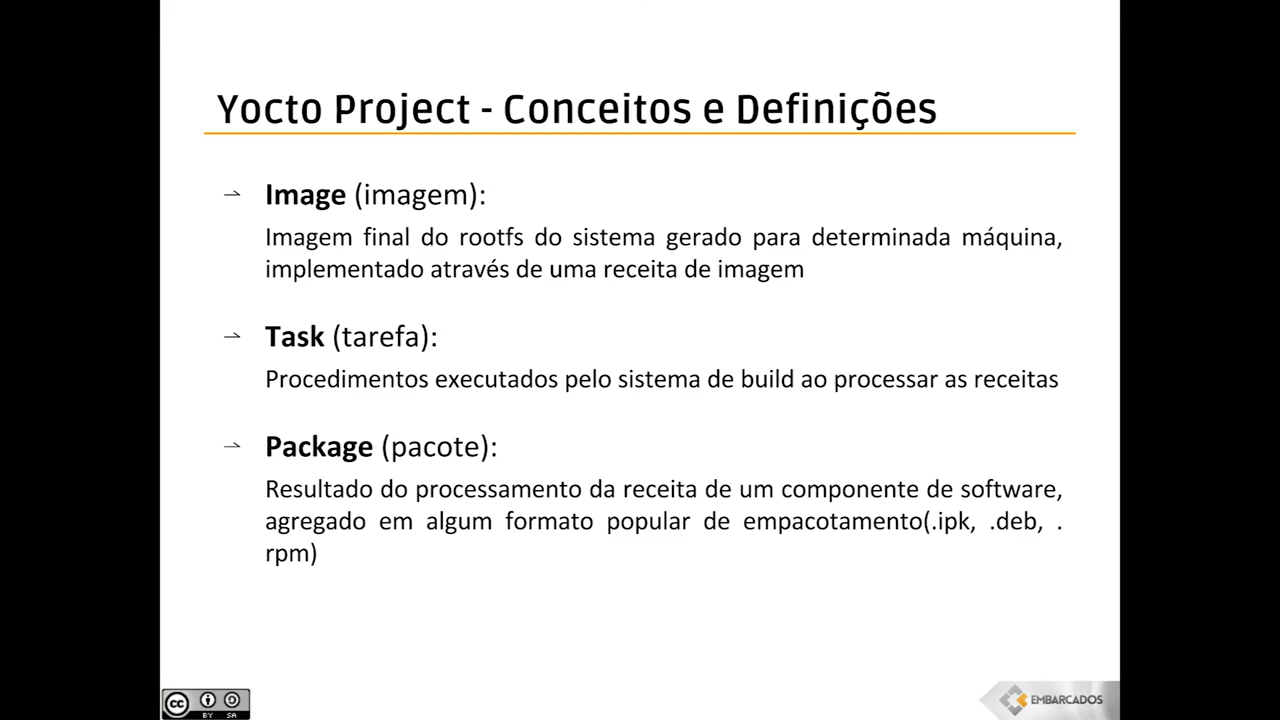 Yocto Project - Conceitos e Definições
Image (imagem):
Imagem final do rootfs do sistema gerado para determinada máquina,
implementado através de uma receita de imagem
Task (tarefa):
Procedimentos executados pelo sistema de build ao processar as receitas
Package (pacote):
Resultado do processamento da receita de um componente de software,
agregado em algum formato popular de empacotamento(.ipk, .deb, .
rpm)
cc
BY SA
EMBARCADOS